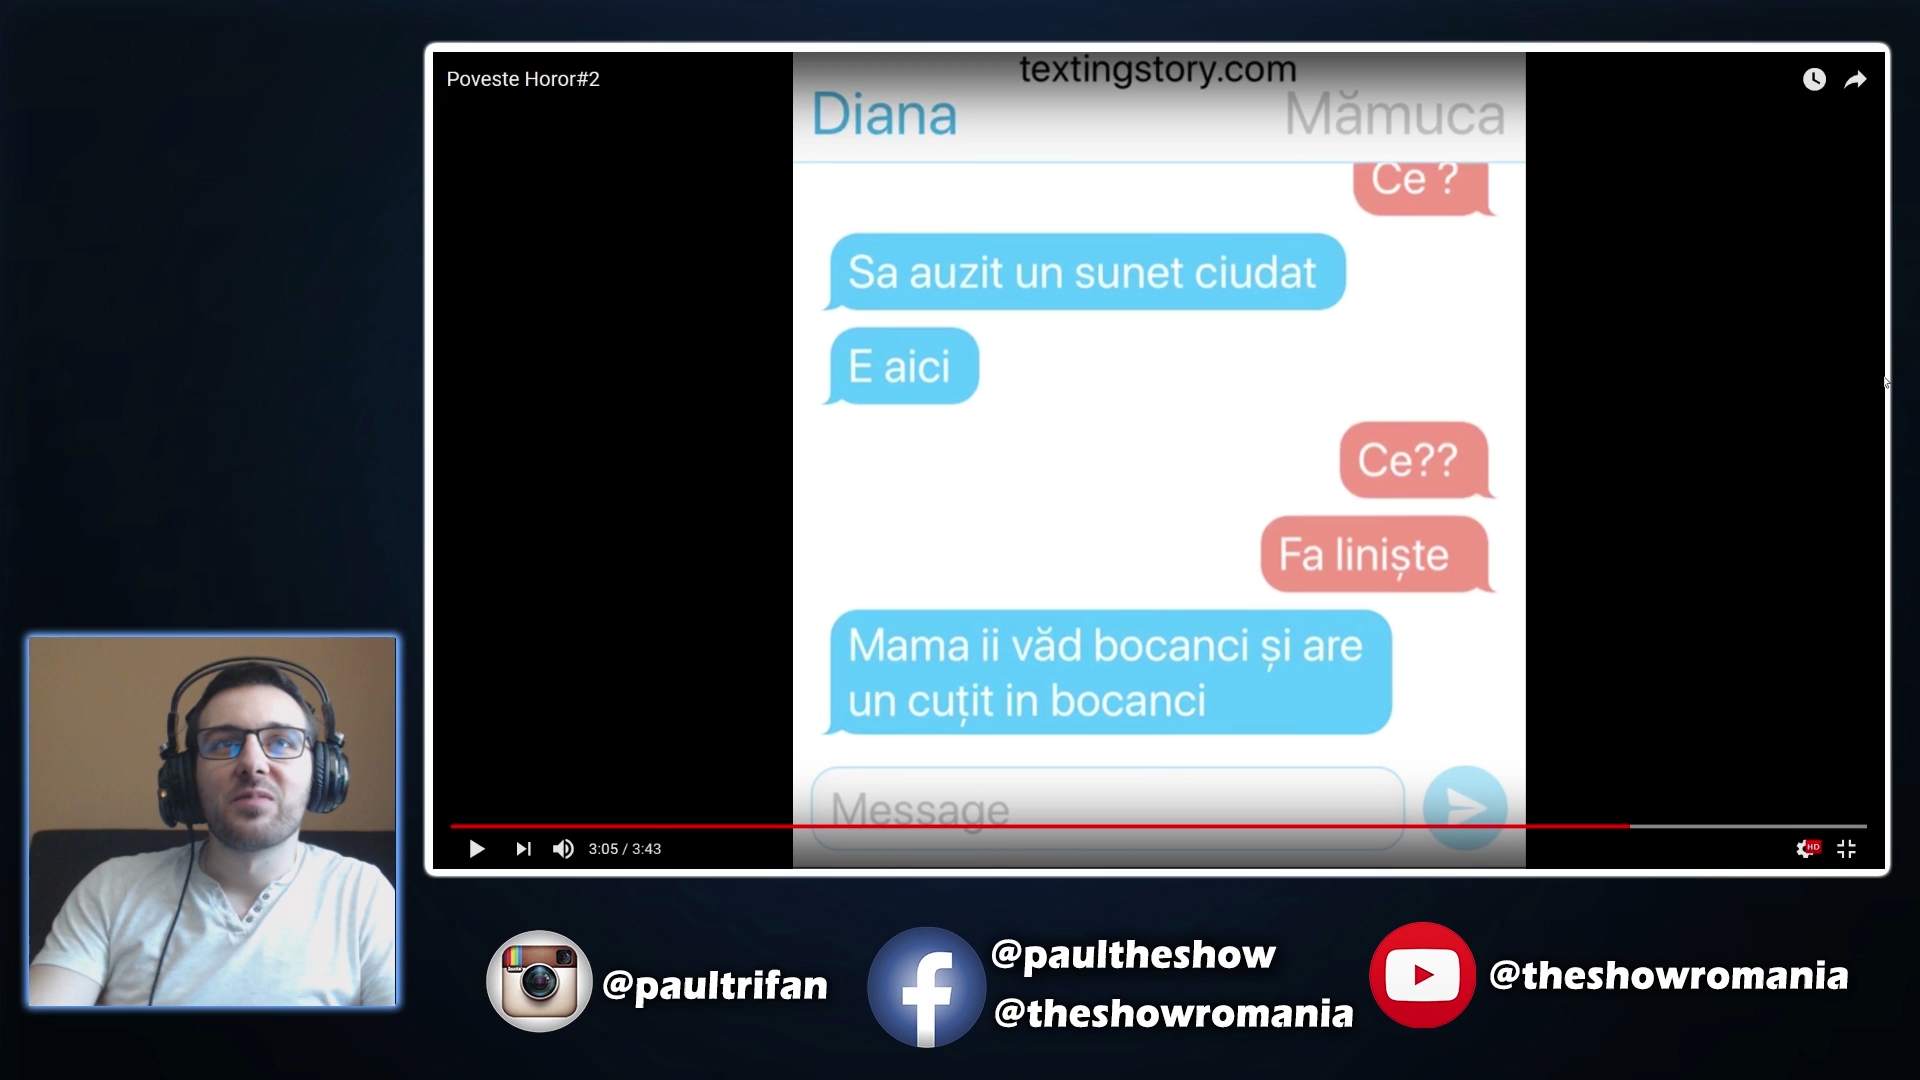 Poveste Horor#2
textingstory.com
Diana
Mămuca
Ce ?
Sa auzit un sunet ciudat
E aici
Ce??
Fa liniște
Mama ii văd bocanci și are
un cuțit in bocanci
Message
3:05 / 3:43
HD
@paultrifan
@paultheshow
@theshowromania
@theshowromania